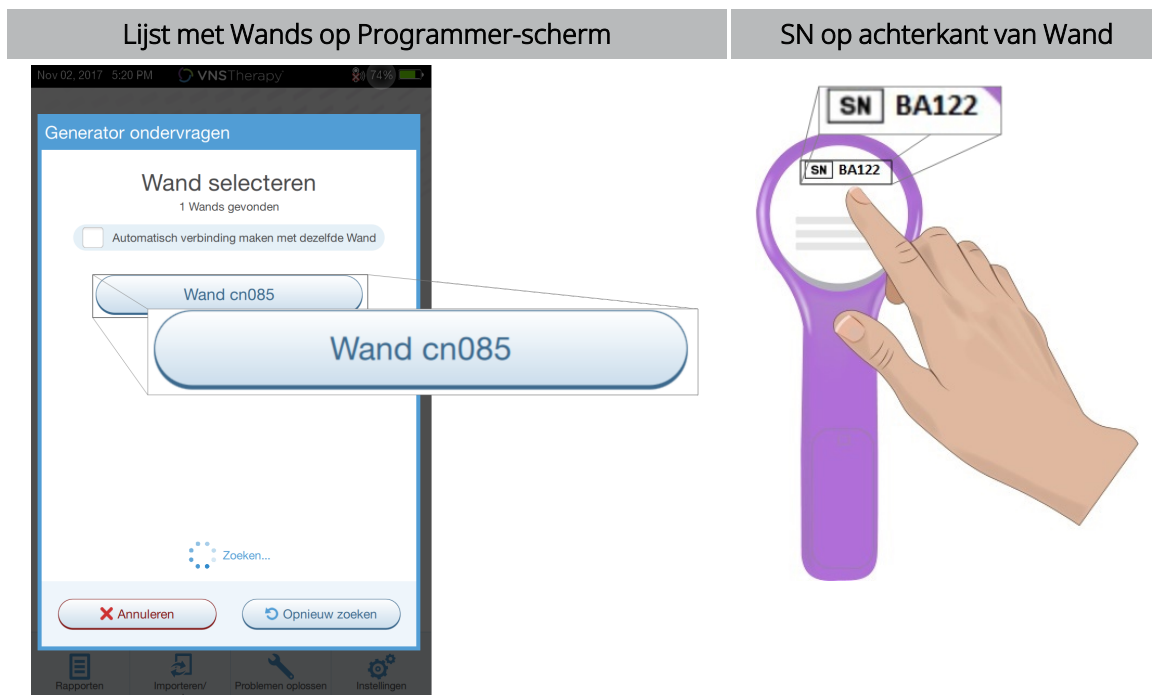 Lijst met Wands op Programmer-scherm
SN op achterkant van Wand
Nov 02, 2017 5:20 PM VNSTherapy 74%
Generator ondervragen
Wand selecteren
1 Wands gevonden
Automatisch verbinding maken met dezelfde Wand
Wand cn085
Wand cn085
Zoeken...
Annuleren
Opnieuw zoeken
Rapporten
Importeren/
Problemen oplossen
Instellingen
SN BA122
SN BA122